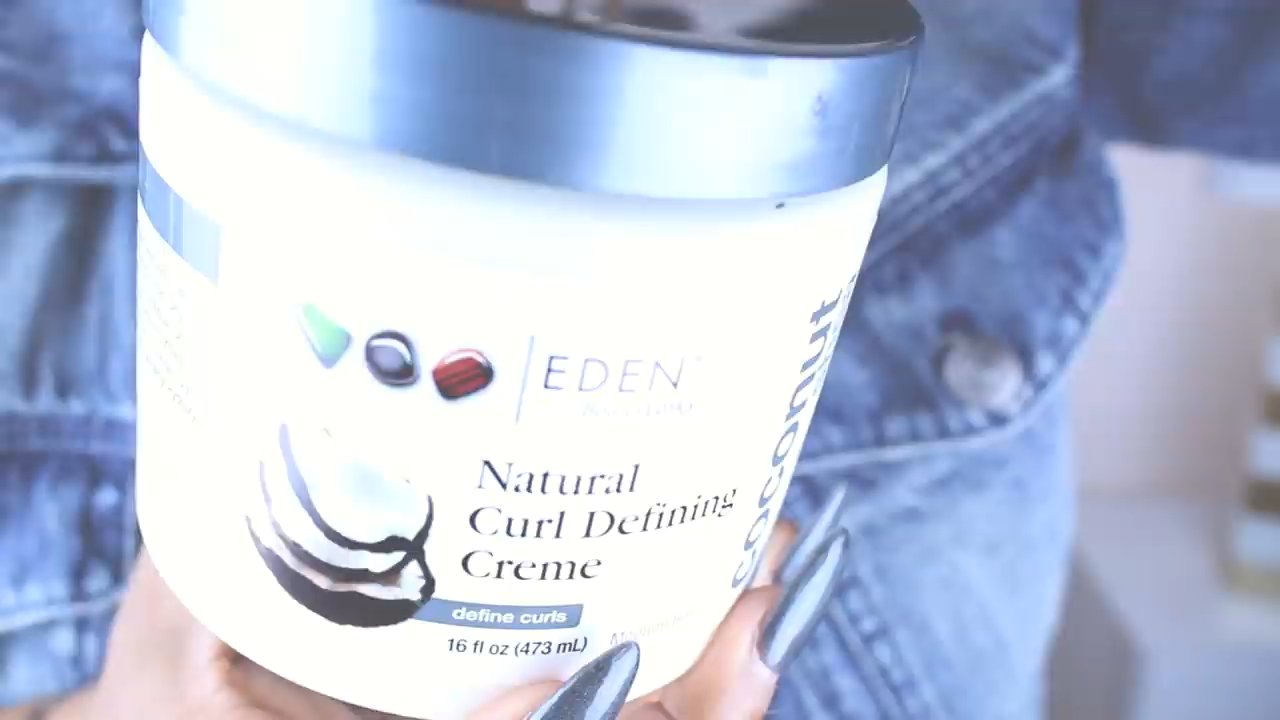 EDEN
Natural
Curl Defining
Creme
define curls
16 fl oz (473 mL)
coconut